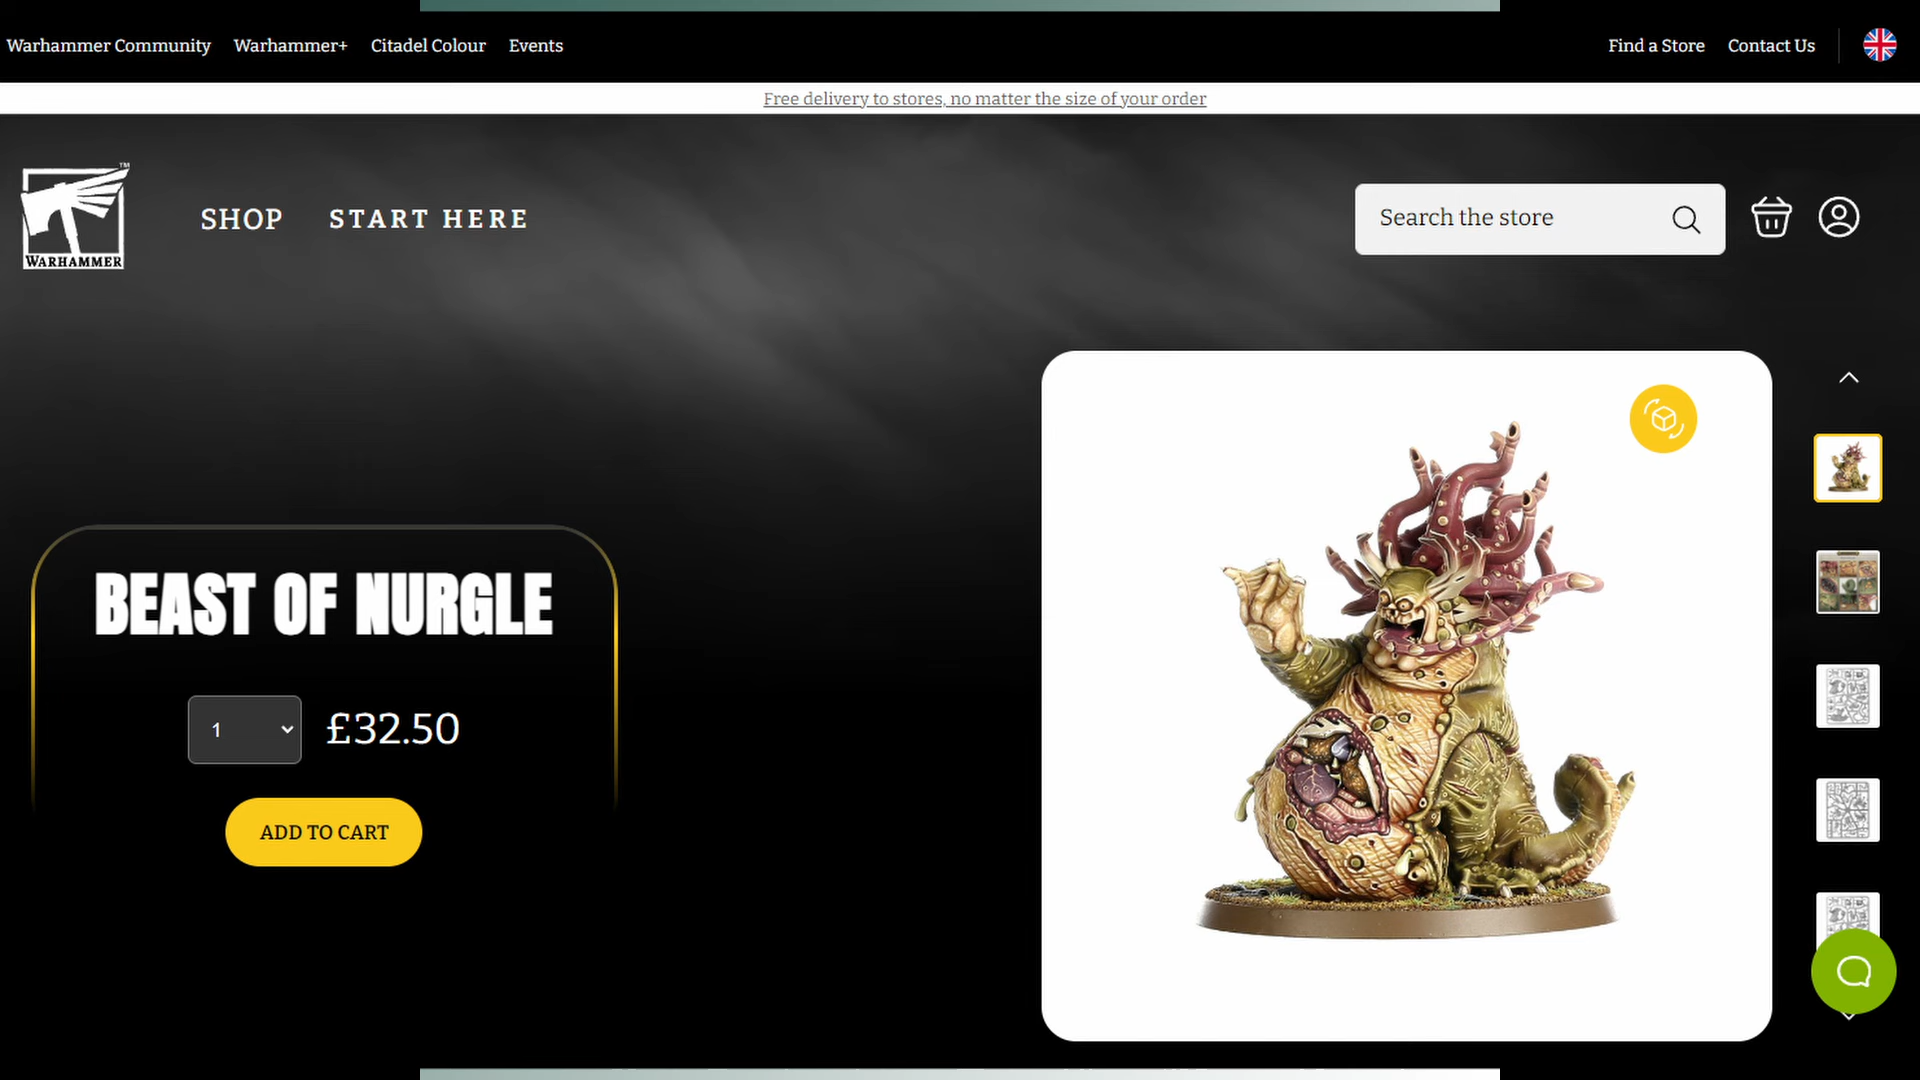 Warhammer Community Warhammer+ Citadel Colour Events Find a Store Contact Us
Free delivery to stores, no matter the size of your order
TM
WARHAMMER
SHOP START HERE Search the store
BEAST OF NURGLE
1 £32.50
ADD TO CART